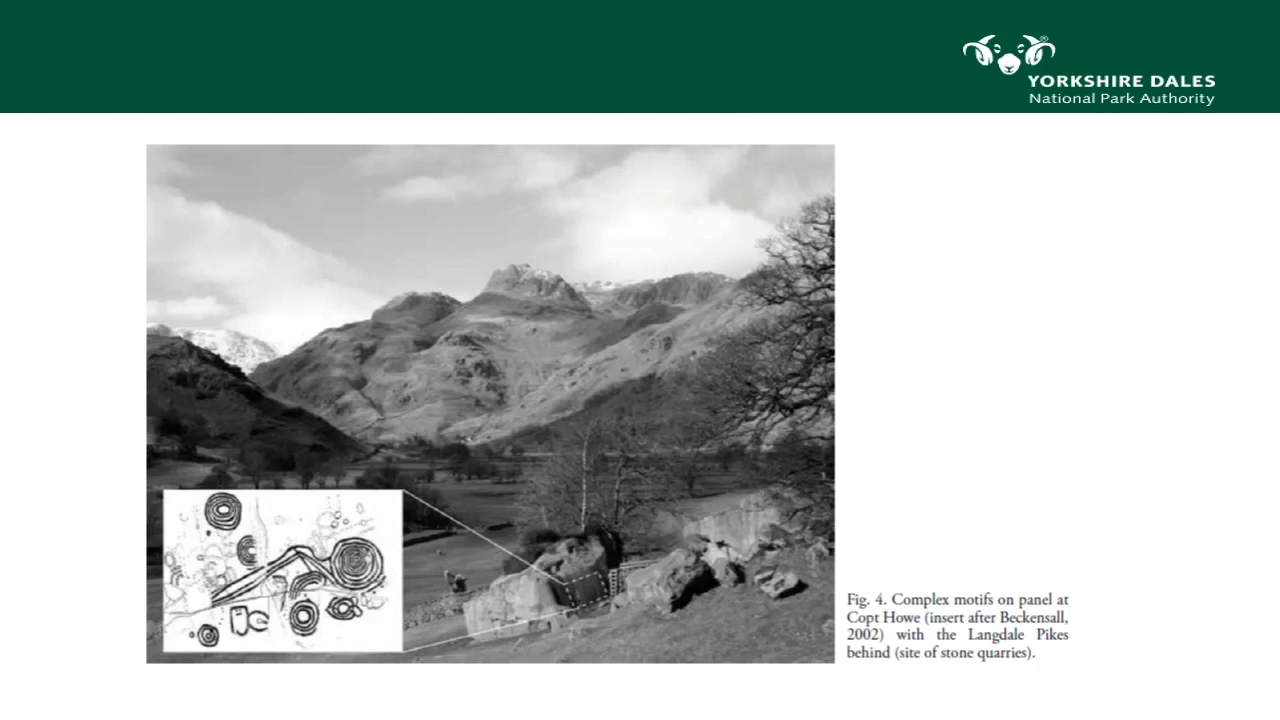 YORKSHIRE DALES
National Park Authority
Fig. 4. Complex motifs on panel at
Copt Howe (insert after Beckensall,
2002) with the Langdale Pikes
behind (site of stone quarries).